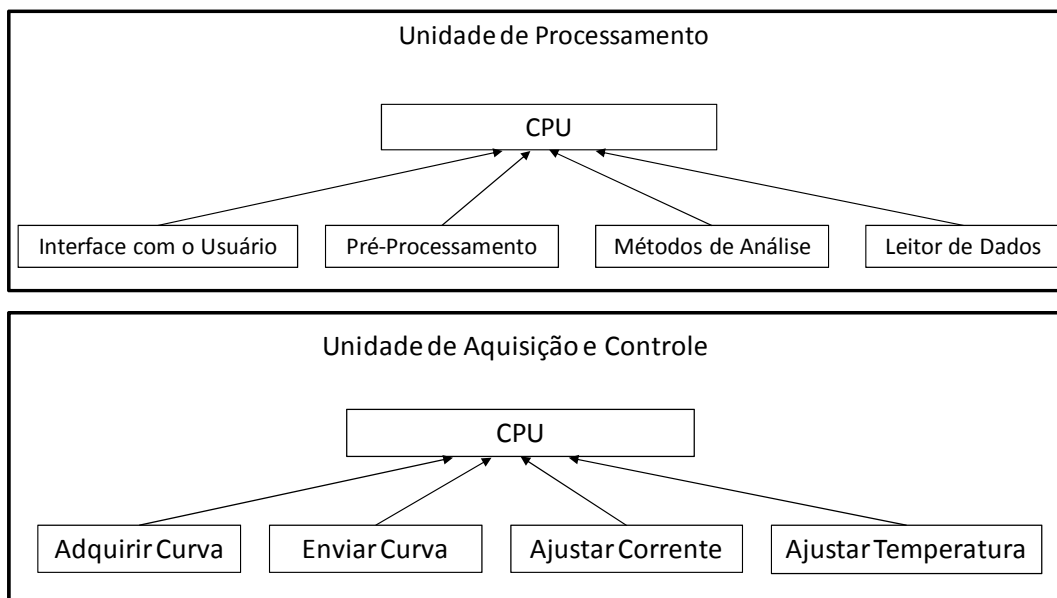 Unidade de Processamento
CPU
Interface com o Usuário
Pré-Processamento
Métodos de Análise
Leitor de Dados
Unidade de Aquisição e Controle
CPU
Adquirir Curva
Enviar Curva
Ajustar Corrente
Ajustar Temperatura